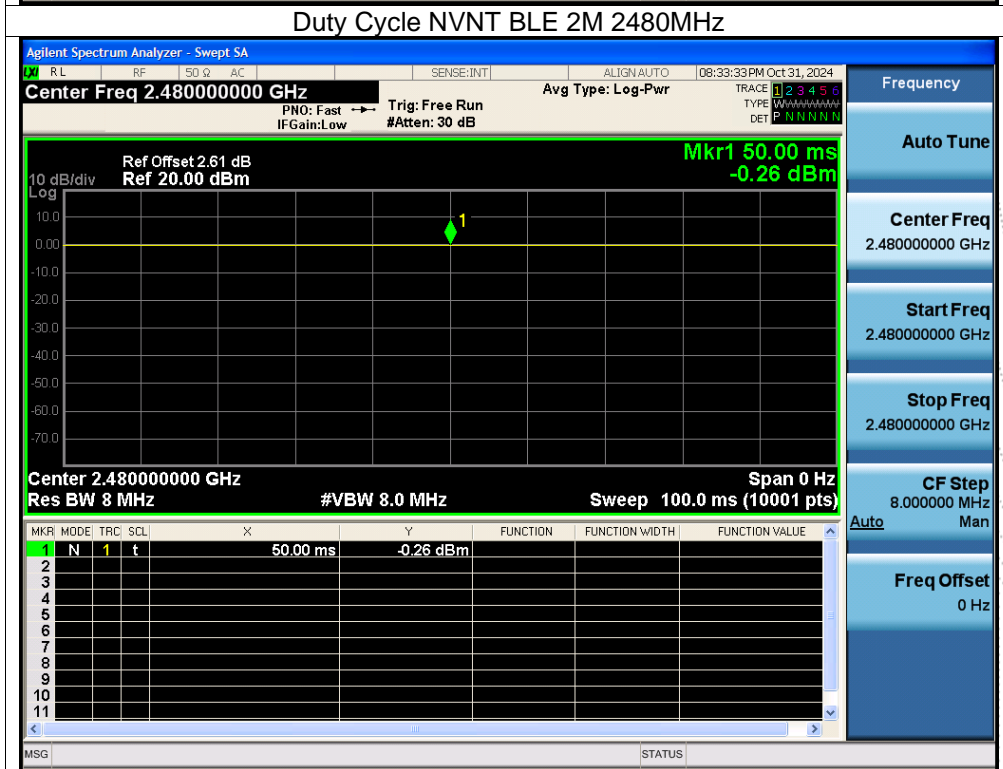 Duty Cycle NVNT BLE 2M 2480MHz
Agilent Spectrum Analyzer - Swept SA
LXI RL RF 50 Ω AC SENSE:INT ALIGN AUTO 08:33:33 PM Oct 31, 2024
Center Freq 2.480000000 GHz
PNO: Fast Trig: Free Run Avg Type: Log-Pwr TRACE 1 2 3 4 5 6
IFGain:Low #Atten: 30 dB TYPE WWWWWW
DET P N N N N N
Frequency
Auto Tune
Mkr1 50.00 ms
-0.26 dBm
Ref Offset 2.61 dB
10 dB/div Ref 20.00 dBm
Log
10.0
1
0.00
-10.0
-20.0
-30.0
-40.0
-50.0
-60.0
-70.0
Center 2.480000000 GHz Span 0 Hz
Res BW 8 MHz #VBW 8.0 MHz Sweep 100.0 ms (10001 pts)
Center Freq
2.480000000 GHz
Start Freq
2.480000000 GHz
Stop Freq
2.480000000 GHz
CF Step
8.000000 MHz
Auto Man
Freq Offset
0 Hz
MKR MODE TRC SCL X Y FUNCTION FUNCTION WIDTH FUNCTION VALUE
1 N 1 t 50.00 ms -0.26 dBm
2
3
4
5
6
7
8
9
10
11
MSG STATUS